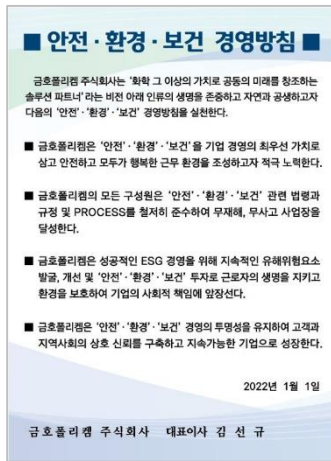 ■ 안전·환경·보건 경영방침 ■
금호폴리켐 주식회사는 '화학 그 이상의 가치로 공동의 미래를 창조하는
솔루션 파트너'라는 비전 아래 인류의 생명을 존중하고 자연과 공생하고자
다음의 '안전'·'환경'·'보건' 경영방침을 실천한다.
■ 금호폴리켐은 '안전'·'환경'·'보건'을 기업 경영의 최우선 가치로
삼고 안전하고 모두가 행복한 근무 환경을 조성하고자 적극 노력한다.
■ 금호폴리켐의 모든 구성원은 '안전'·'환경'·'보건' 관련 법령과
규정 및 PROCESS를 철저히 준수하여 무재해, 무사고 사업장을
달성한다.
■ 금호폴리켐은 성공적인 ESG 경영을 위해 지속적인 유해위험요소
발굴, 개선 및 '안전'·'환경'·'보건' 투자로 근로자의 생명을 지키고
환경을 보호하여 기업의 사회적 책임에 앞장선다.
■ 금호폴리켐은 '안전'·'환경'·'보건' 경영의 투명성을 유지하여 고객과
지역사회의 상호 신뢰를 구축하고 지속가능한 기업으로 성장한다.
2022년 1월 1일
금호폴리켐 주식회사 대표이사 김 선 규